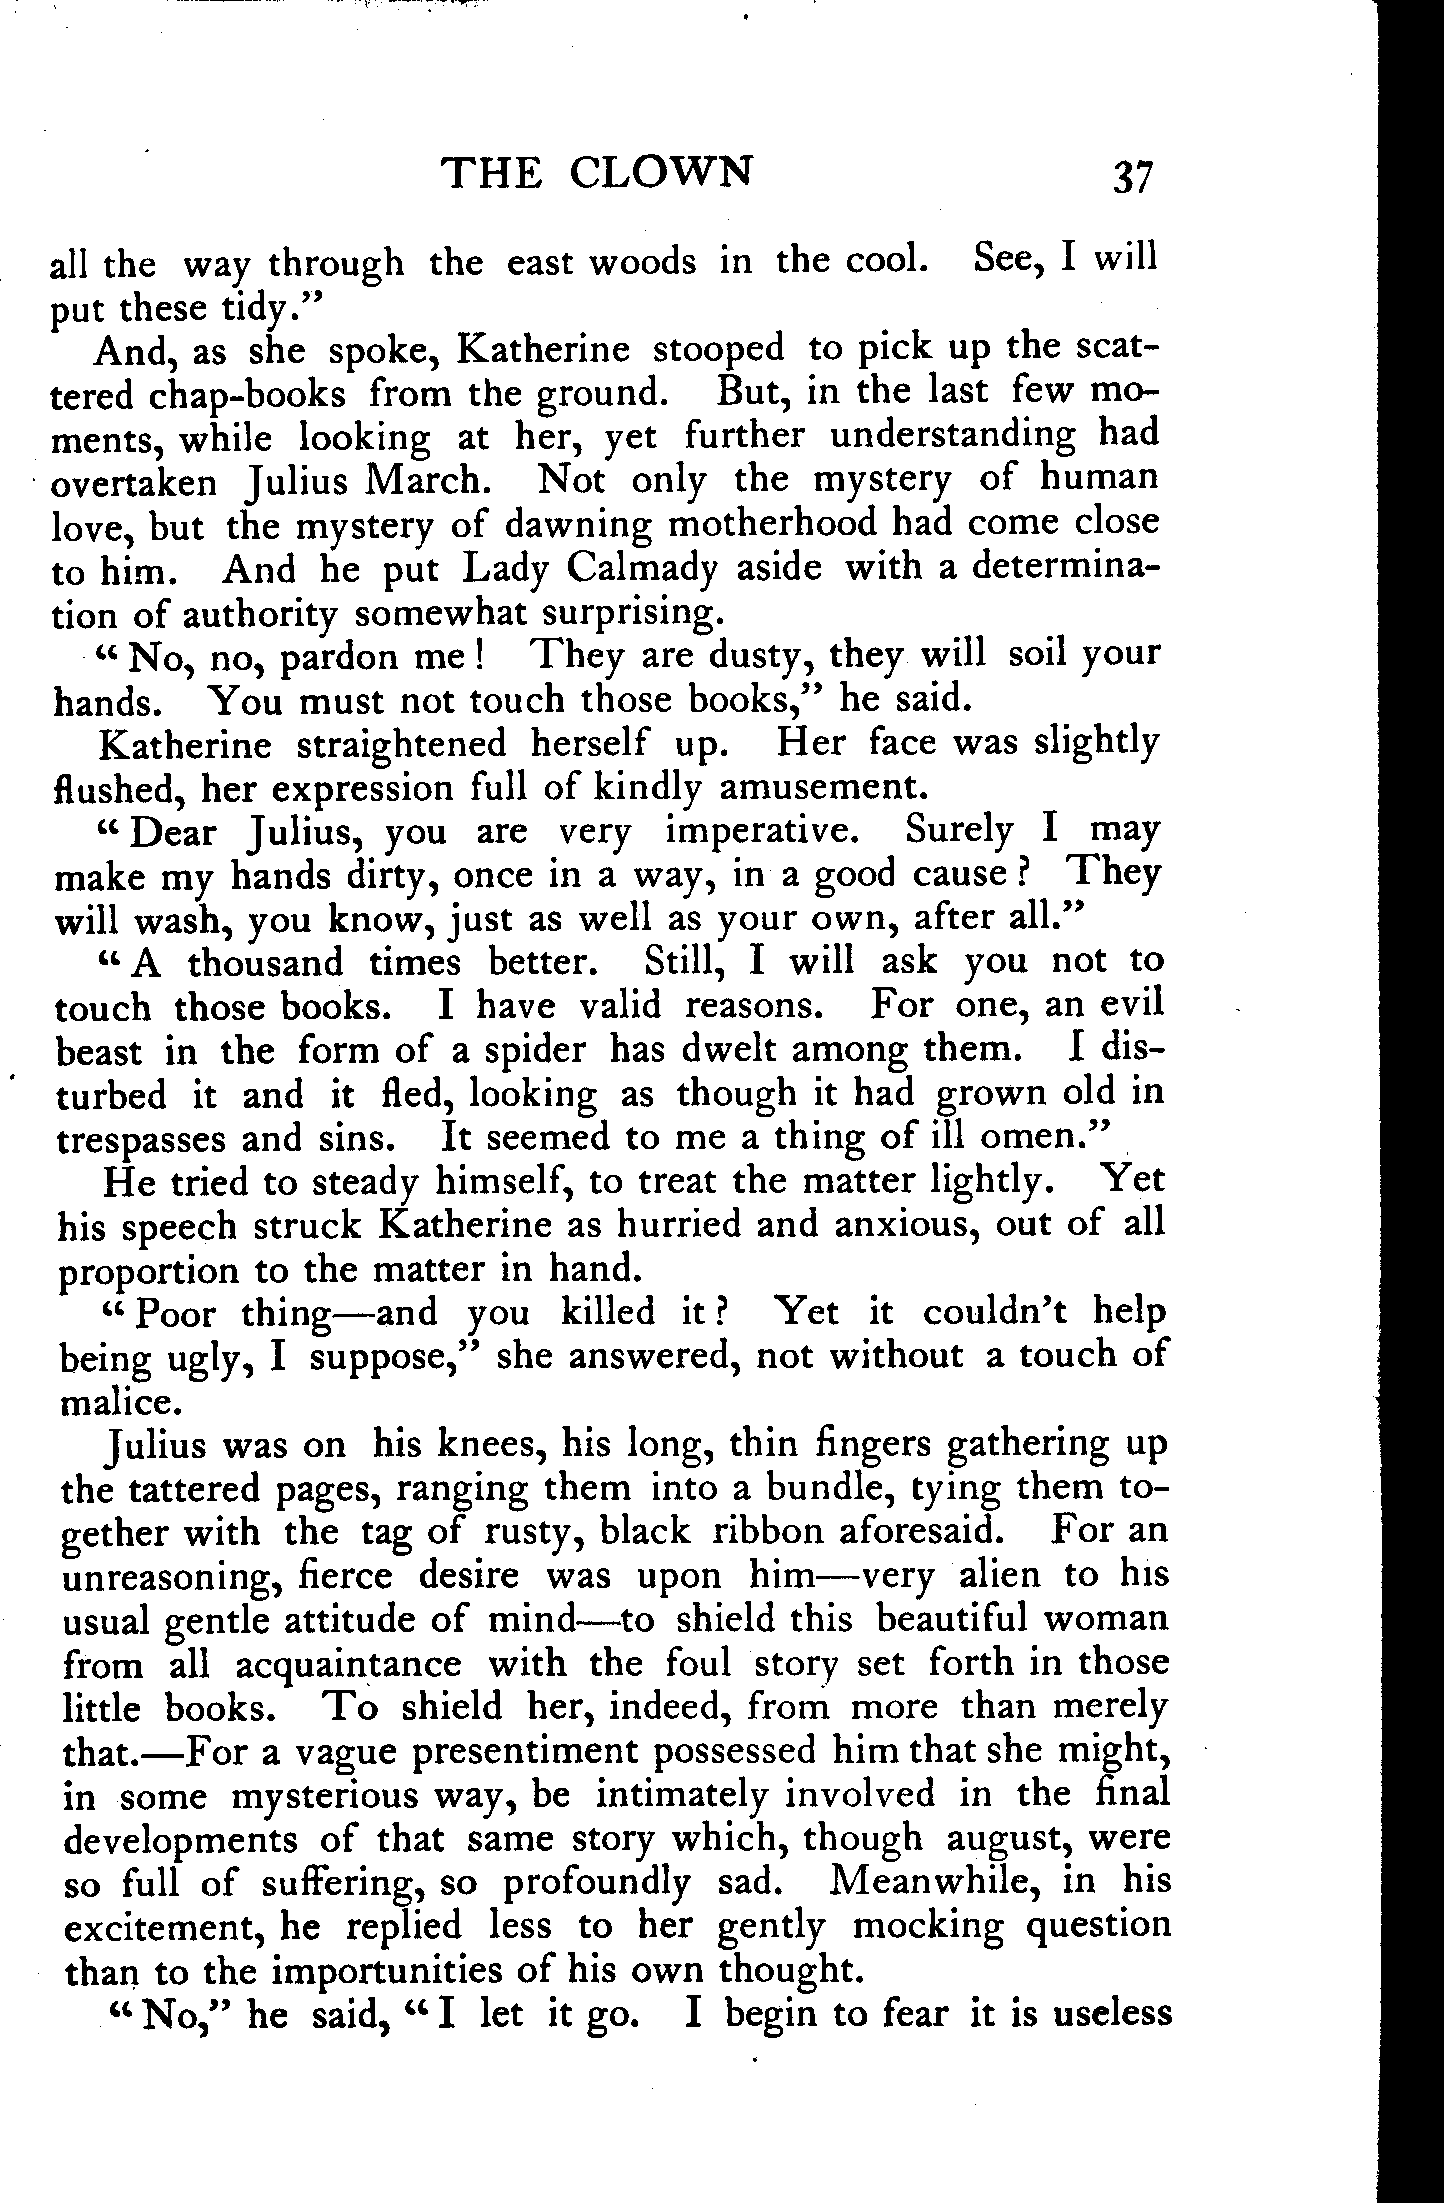 THE CLOWN 37
all the way through the east woods in the cool. See, I will
put these tidy."
And, as she spoke, Katherine stooped to pick up the scat-
tered chap-books from the ground. But, in the last few mo-
ments, while looking at her, yet further understanding had
overtaken Julius March. Not only the mystery of human
love, but the mystery of dawning motherhood had come close
to him. And he put Lady Calmady aside with a determina-
tion of authority somewhat surprising.
"No, no, pardon me! They are dusty, they will soil your
hands. You must not touch those books," he said.
Katherine straightened herself up. Her face was slightly
flushed, her expression full of kindly amusement.
"Dear Julius, you are very imperative. Surely I may
make my hands dirty, once in a way, in a good cause? They
will wash, you know, just as well as your own, after all."
"A thousand times better. Still, I will ask you not to
touch those books. I have valid reasons. For one, an evil
beast in the form of a spider has dwelt among them. I dis-
turbed it and it fled, looking as though it had grown old in
trespasses and sins. It seemed to me a thing of ill omen."
He tried to steady himself, to treat the matter lightly. Yet
his speech struck Katherine as hurried and anxious, out of all
proportion to the matter in hand.
"Poor thing—and you killed it? Yet it couldn't help
being ugly, I suppose," she answered, not without a touch of
malice.
Julius was on his knees, his long, thin fingers gathering up
the tattered pages, ranging them into a bundle, tying them to-
gether with the tag of rusty, black ribbon aforesaid. For an
unreasoning, fierce desire was upon him—very alien to his
usual gentle attitude of mind—to shield this beautiful woman
from all acquaintance with the foul story set forth in those
little books. To shield her, indeed, from more than merely
that.—For a vague presentiment possessed him that she might,
in some mysterious way, be intimately involved in the final
developments of that same story which, though august, were
so full of suffering, so profoundly sad. Meanwhile, in his
excitement, he replied less to her gently mocking question
than to the importunities of his own thought.
"No," he said, "I let it go. I begin to fear it is useless